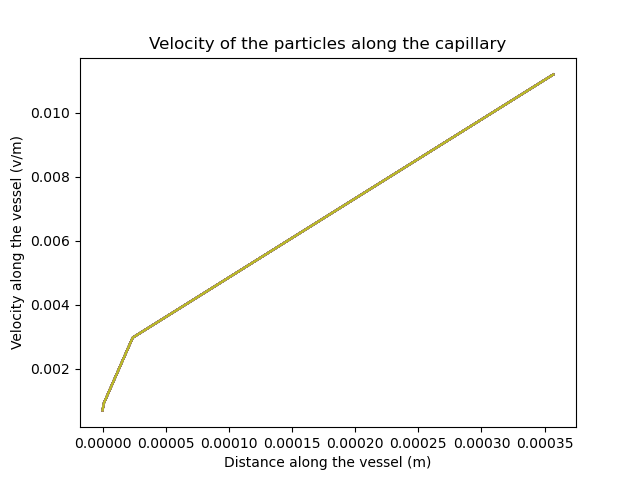 Velocity of the particles along the capillary
0.010
0.008
0.006
0.004
0.002
Velocity along the vessel (v/m)
0.00000 0.00005 0.00010 0.00015 0.00020 0.00025 0.00030 0.00035
Distance along the vessel (m)